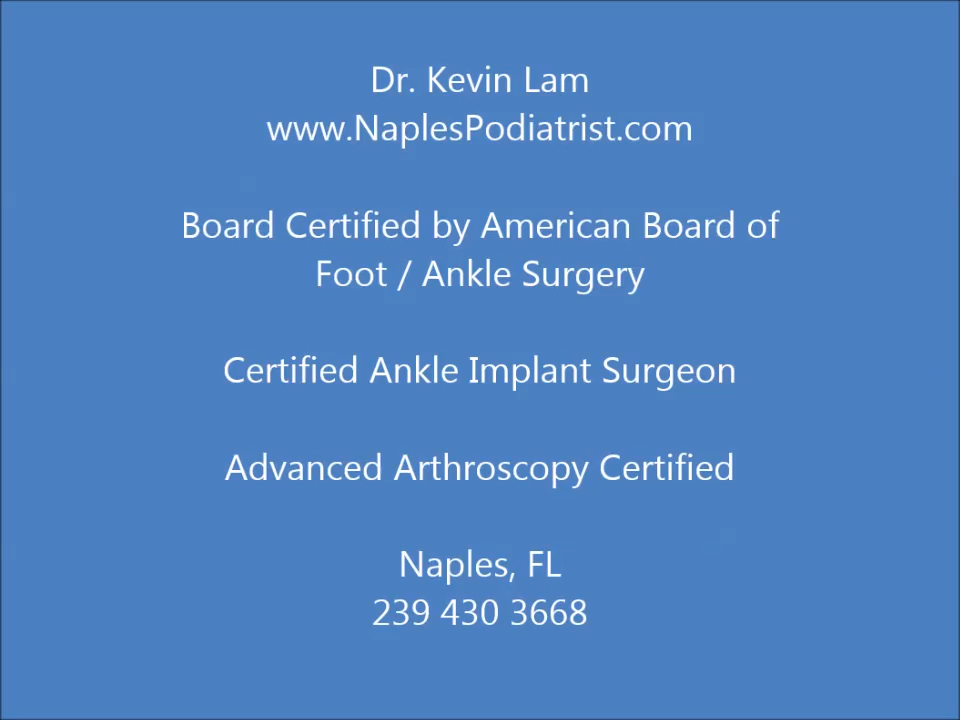 Dr. Kevin Lam
www.NaplesPodiatrist.com
Board Certified by American Board of
Foot / Ankle Surgery
Certified Ankle Implant Surgeon
Advanced Arthroscopy Certified
Naples, FL
239 430 3668